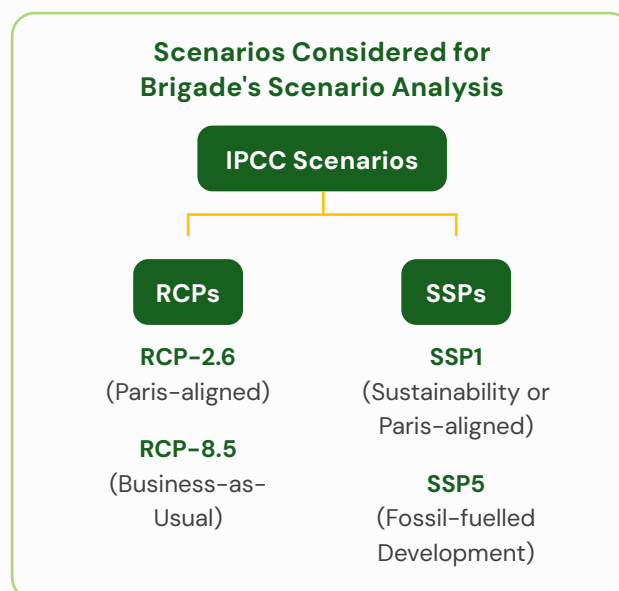 Scenarios Considered for
Brigade's Scenario Analysis
IPCC Scenarios
RCPs
RCP-2.6
(Paris-aligned)
RCP-8.5
(Business-as-
Usual)
SSPs
SSP1
(Sustainability or
Paris-aligned)
SSP5
(Fossil-fuelled
Development)